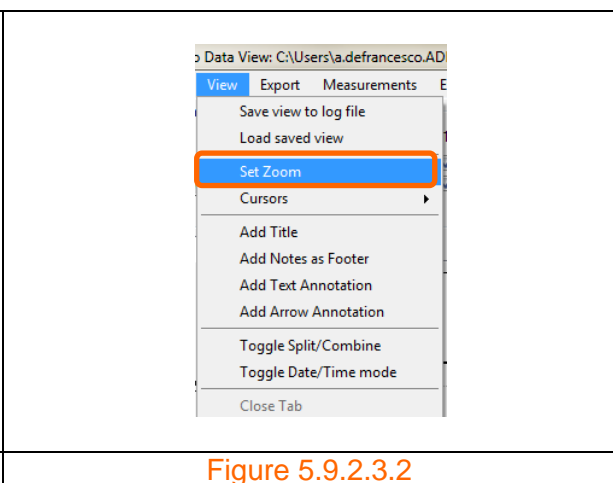 Data View: C:\Users\a.defrancesco.AD
View Export Measurements E
Save view to log file
Load saved view
Set Zoom
Cursors
Add Title
Add Notes as Footer
Add Text Annotation
Add Arrow Annotation
Toggle Split/Combine
Toggle Date/Time mode
Close Tab
Figure 5.9.2.3.2